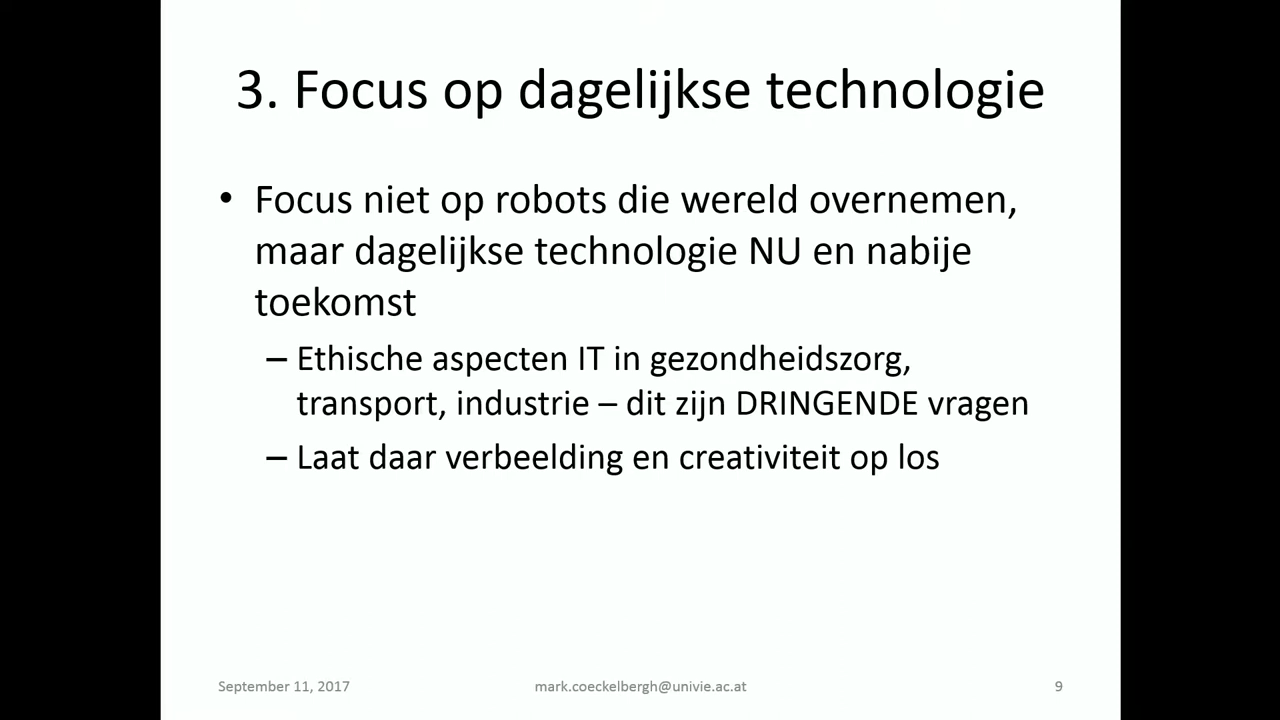 3. Focus op dagelijkse technologie
• Focus niet op robots die wereld overnemen,
maar dagelijkse technologie NU en nabije
toekomst
– Ethische aspecten IT in gezondheidszorg,
transport, industrie – dit zijn DRINGENDE vragen
– Laat daar verbeelding en creativiteit op los
September 11, 2017
mark.coeckelbergh@univie.ac.at
9